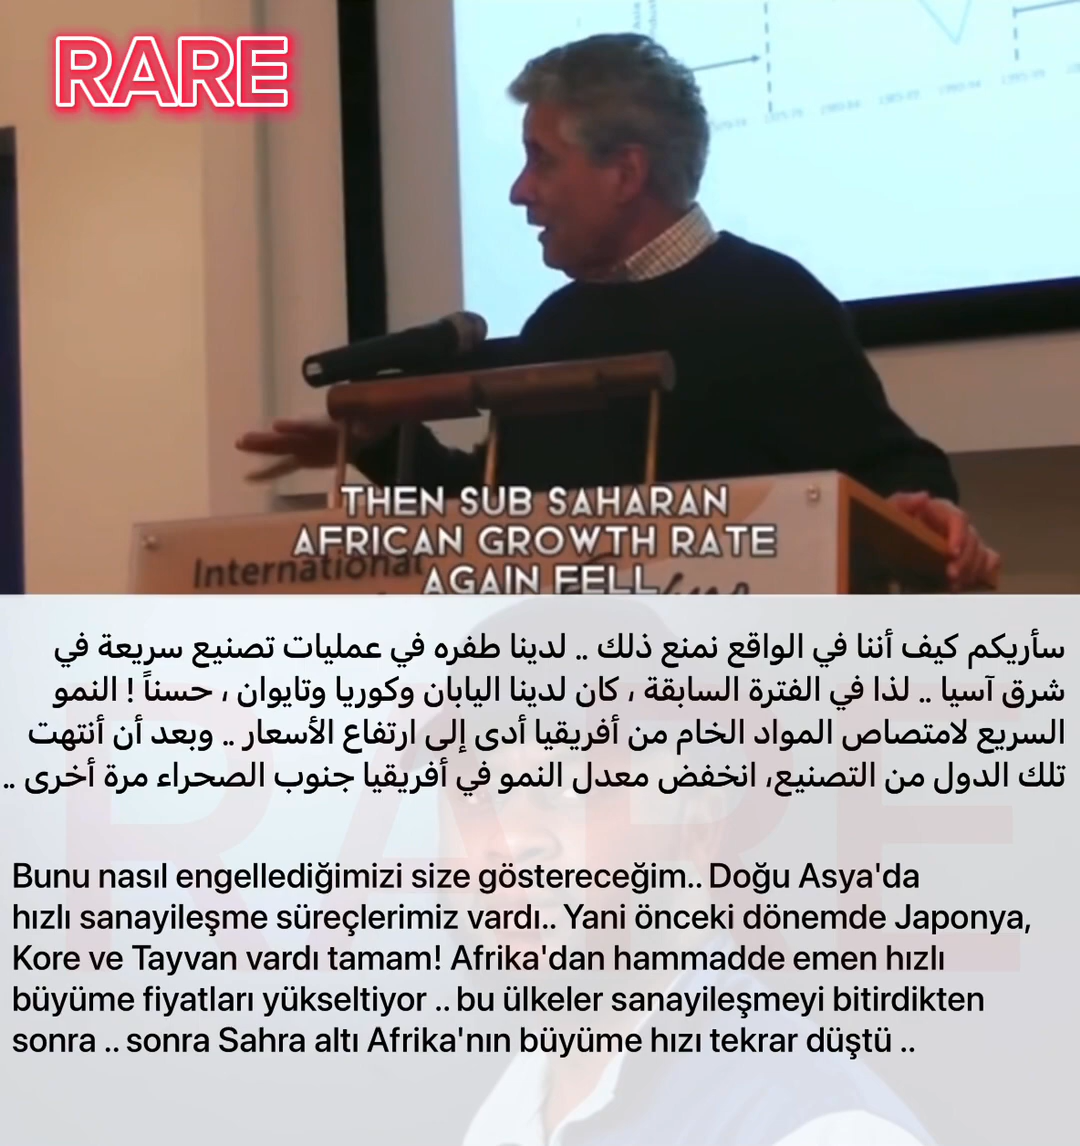 RARE
THEN SUB SAHARAN
AFRICAN GROWTH RATE
AGAIN FELL
International
سأريكم كيف أننا في الواقع نمنع ذلك .. لدينا طفره في عمليات تصنيع سريعة في
شرق آسيا .. لذا في الفترة السابقة ، كان لدينا اليابان وكوريا وتايوان ، حسناً ! النمو
السريع لامتصاص المواد الخام من أفريقيا أدى إلى ارتفاع الأسعار .. وبعد أن أنتهت
تلك الدول من التصنيع، انخفض معدل النمو في أفريقيا جنوب الصحراء مرة أخرى ..
Bunu nasıl engellediğimizi size göstereceğim.. Doğu Asya'da
hızlı sanayileşme süreçlerimiz vardı.. Yani önceki dönemde Japonya,
Kore ve Tayvan vardı tamam! Afrika'dan hammadde emen hızlı
büyüme fiyatları yükseltiyor .. bu ülkeler sanayileşmeyi bitirdikten
sonra .. sonra Sahra altı Afrika'nın büyüme hızı tekrar düştü ..
RARE